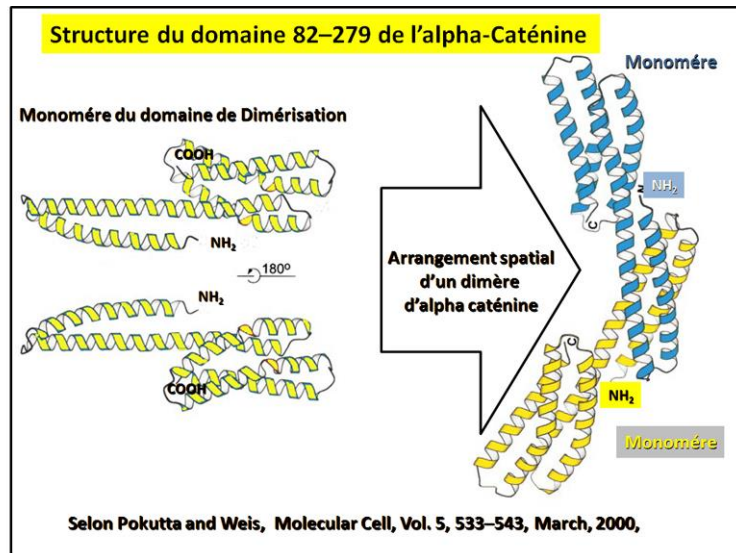 Structure du domaine 82–279 de l'alpha-Caténine
Monomére du domaine de Dimérisation
COOH
NH2
180º
NH2
COOH
Arrangement spatial
d'un dimère
d'alpha caténine
Monomére
NH2
N
C
C
NH2
Monomére
Selon Pokutta and Weis, Molecular Cell, Vol. 5, 533–543, March, 2000,